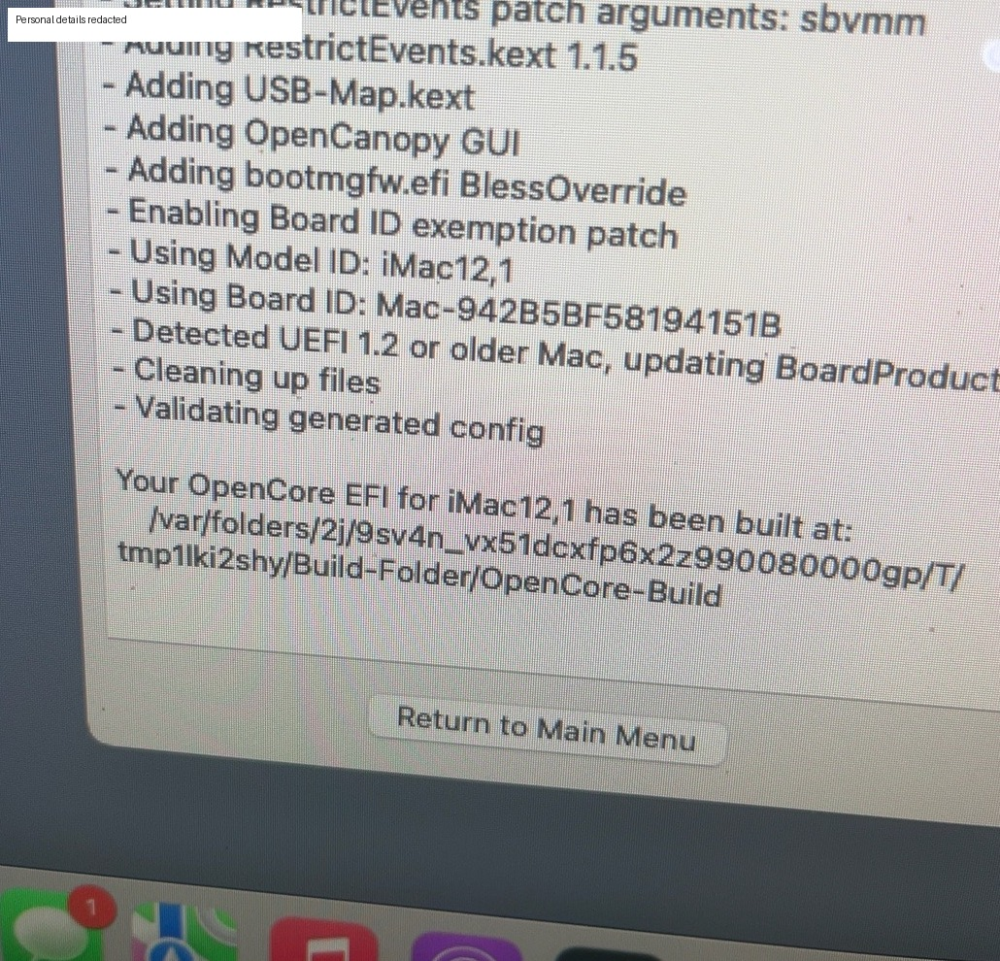 Personal details redacted
RestrictEvents patch arguments: sbvmm
- Adding RestrictEvents.kext 1.1.5
- Adding USB-Map.kext
- Adding OpenCanopy GUI
- Adding bootmgfw.efi BlessOverride
- Enabling Board ID exemption patch
- Using Model ID: iMac12,1
- Using Board ID: Mac-942B5BF58194151B
- Detected UEFI 1.2 or older Mac, updating BoardProduct
- Cleaning up files
- Validating generated config
Your OpenCore EFI for iMac12,1 has been built at:
/var/folders/2j/9sv4n_vx51dcxfp6x2z990080000gp/T/
tmp1lki2shy/Build-Folder/OpenCore-Build
Return to Main Menu
1